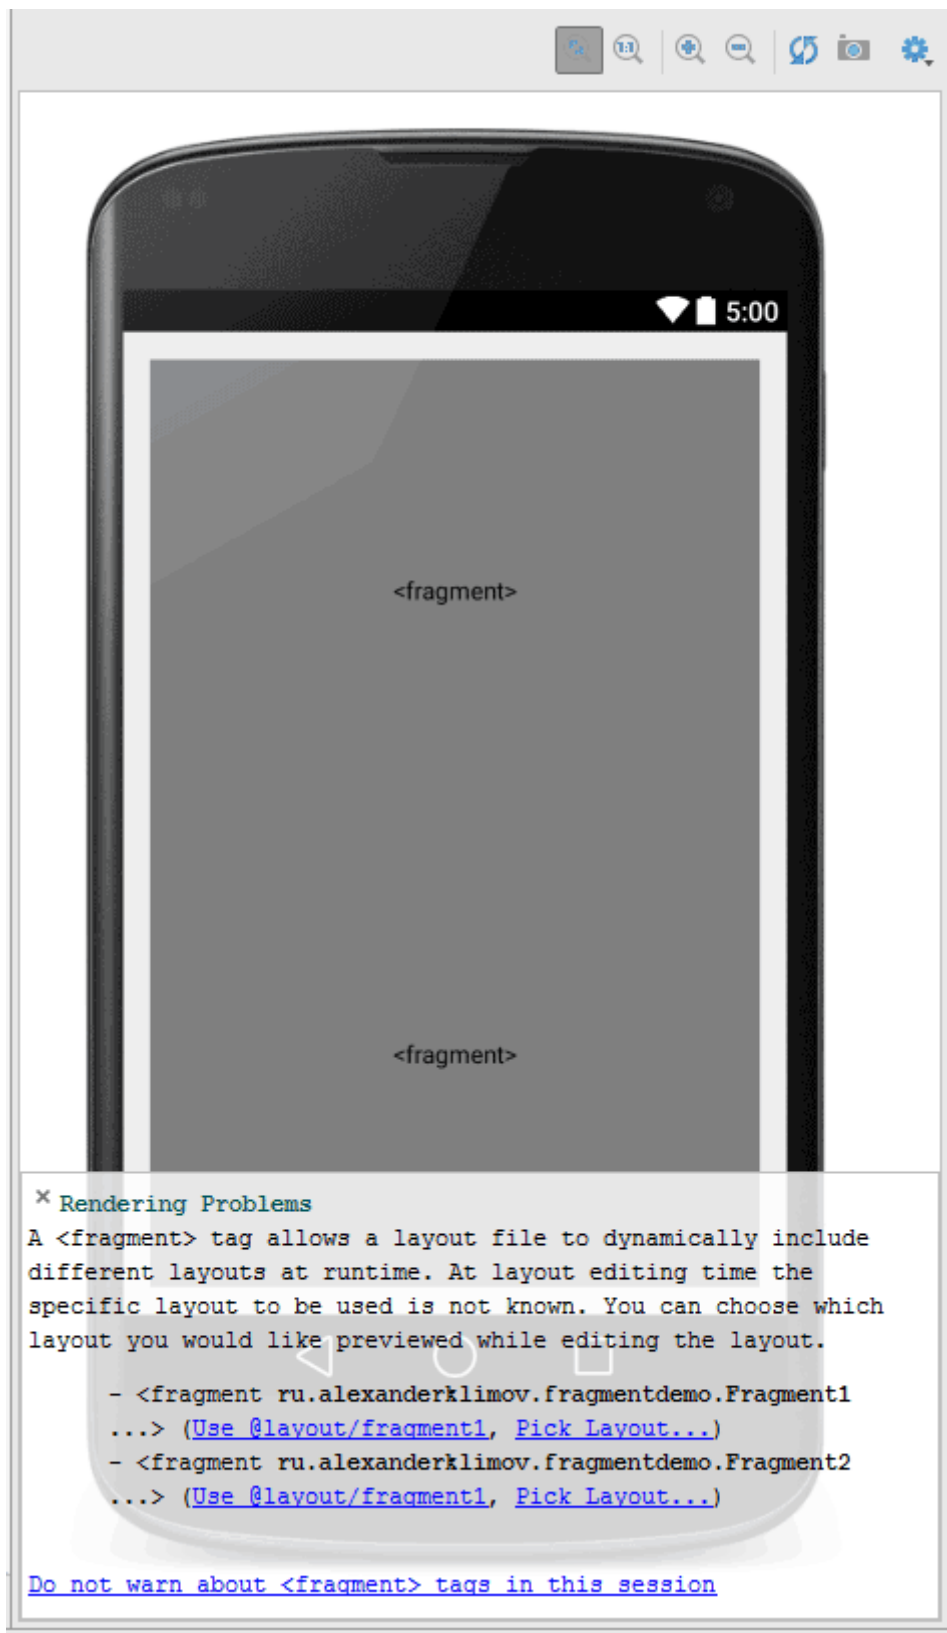 1:1
5:00
<fragment>
<fragment>
Rendering Problems
A <fragment> tag allows a layout file to dynamically include
different layouts at runtime. At layout editing time the
specific layout to be used is not known. You can choose which
layout you would like previewed while editing the layout.
- <fragment ru.alexanderklimov.fragmentdemo.Fragment1
...> (Use @layout/fragment1, Pick Layout...)
- <fragment ru.alexanderklimov.fragmentdemo.Fragment2
...> (Use @layout/fragment1, Pick Layout...)
Do not warn about <fragment> tags in this session